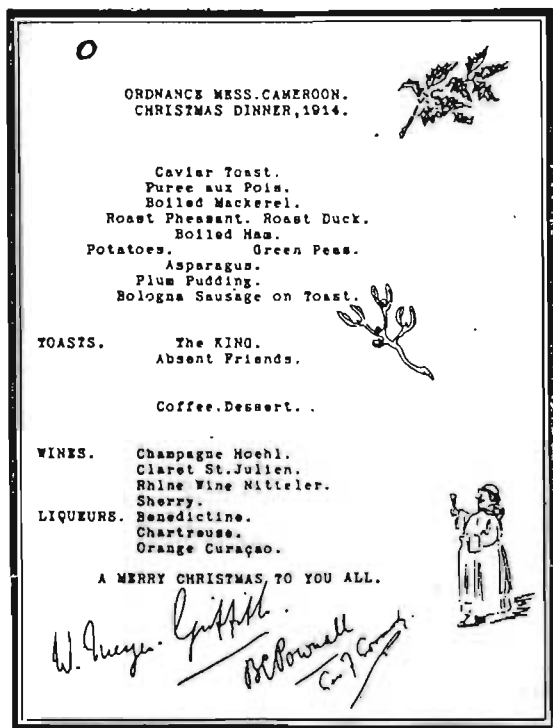 O
ORDNANCE MESS.CAMEROON.
CHRISTMAS DINNER,1914.
Caviar Toast.
Puree aux Pois.
Boiled Mackerel.
Roast Pheasant. Roast Duck.
Boiled Ham.
Potatoes. Green Peas.
Asparagus.
Plum Pudding.
Bologna Sausage on Toast.
TOASTS. The KING.
Absent Friends.
Coffee.Dessert. .
WINES. Champagne Hoehl.
Claret St.Julien.
Rhine Wine Nitteler.
Sherry.
LIQUEURS. Benedictine.
Chartreuse.
Orange Curaçao.
A MERRY CHRISTMAS TO YOU ALL.
W. Griffith.
BC Pownall